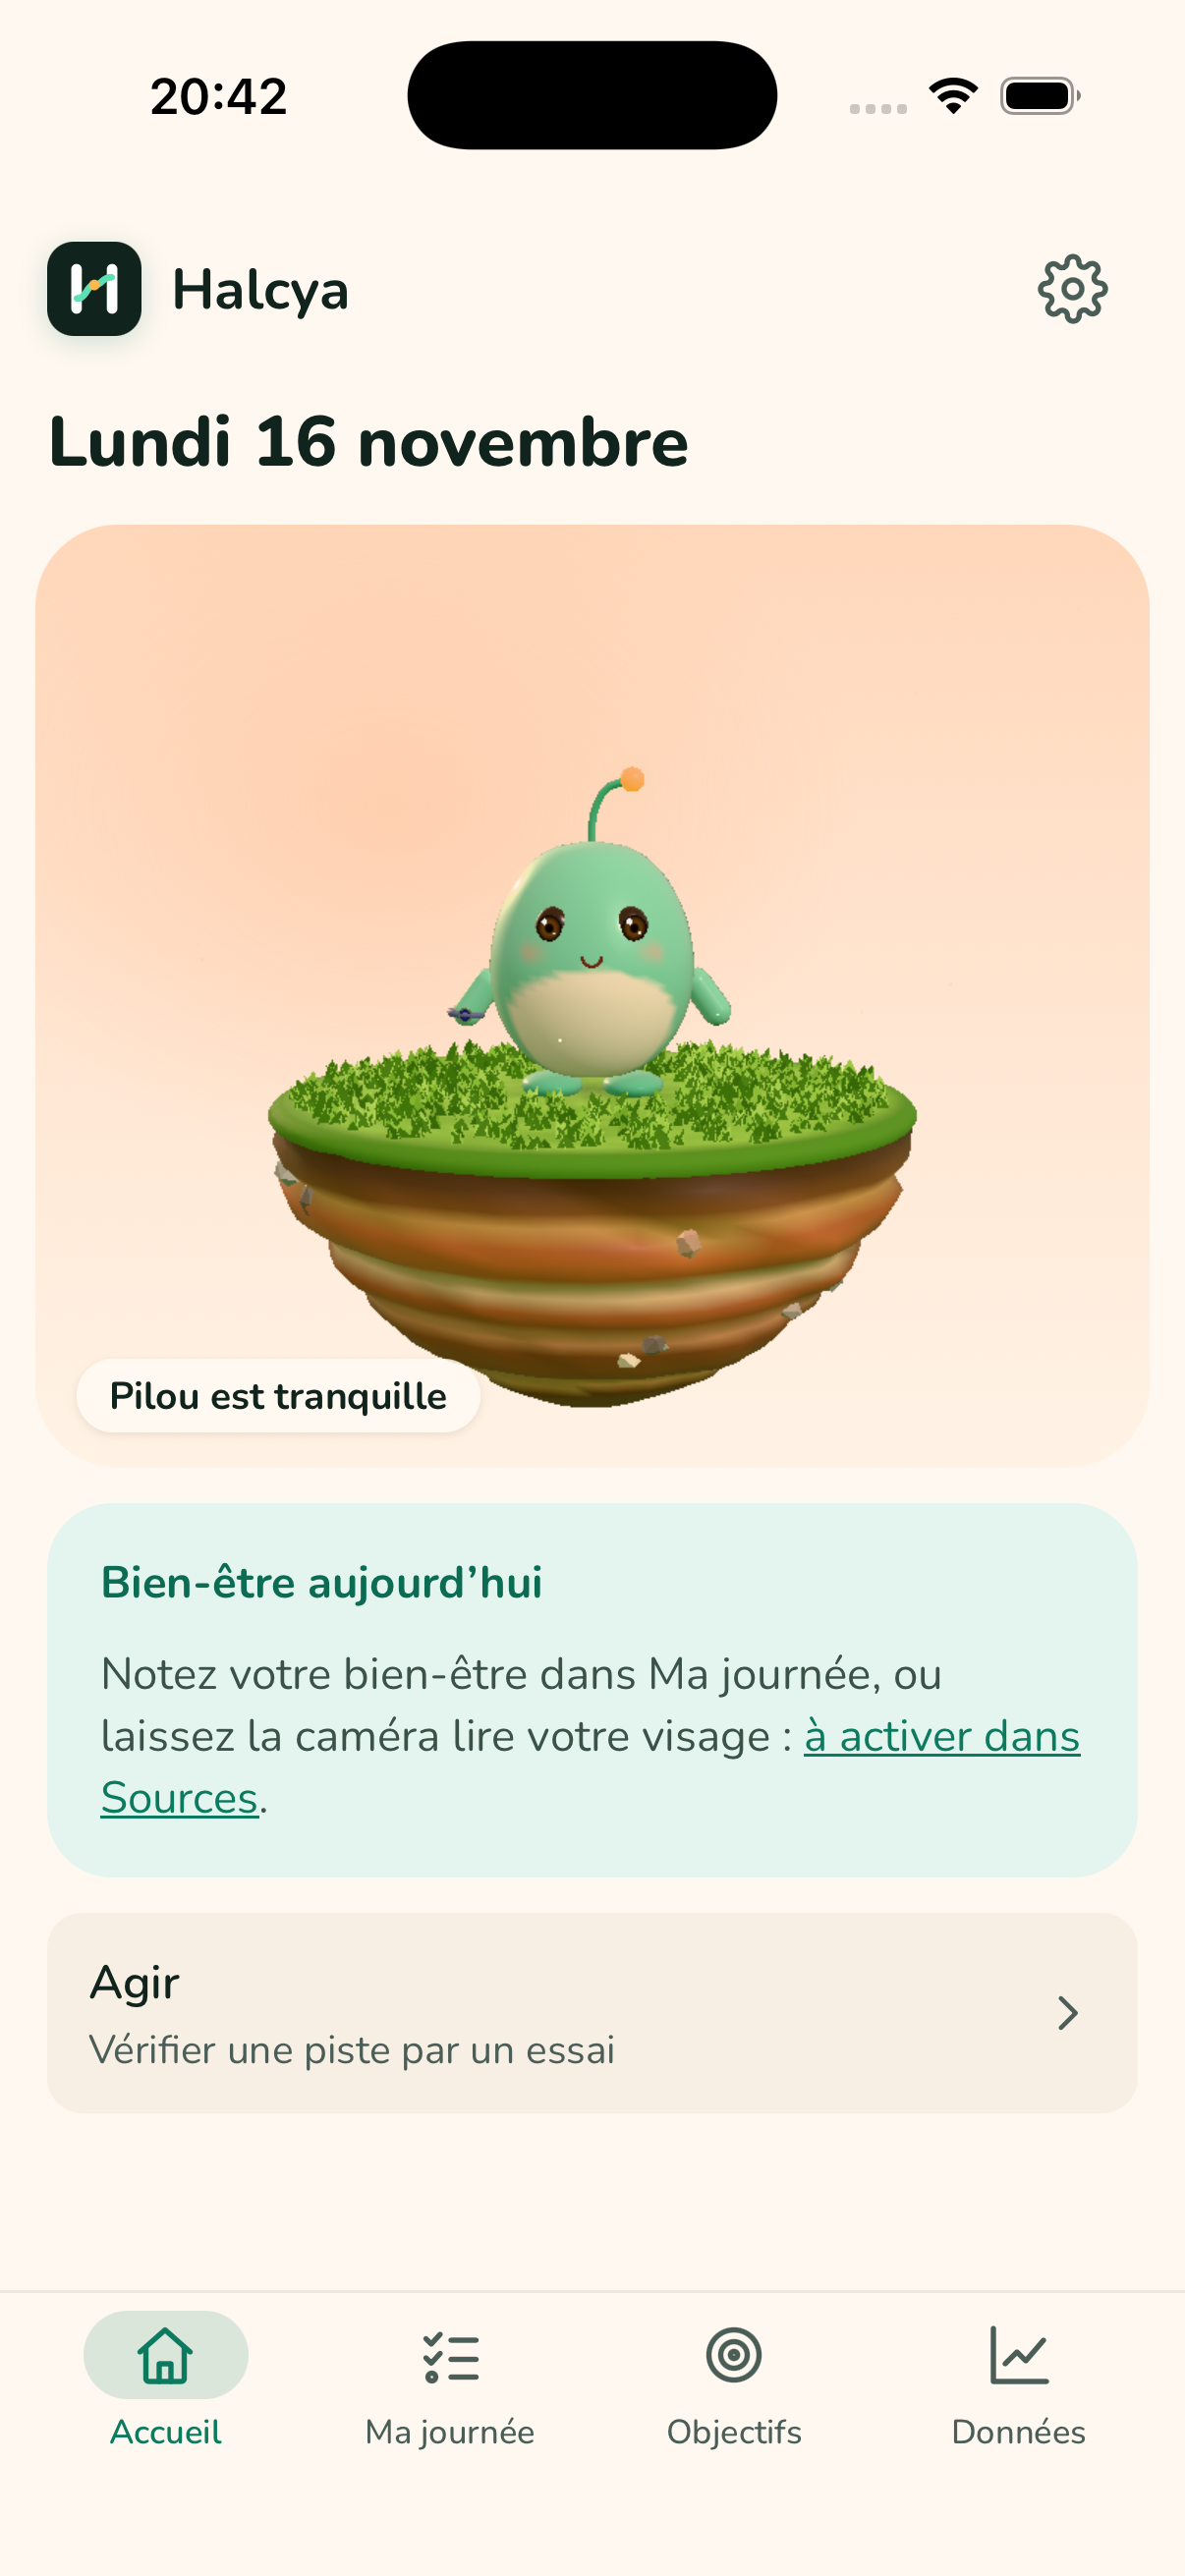 20:42
Halcya
Lundi 16 novembre
Pilou est tranquille
Bien-être aujourd’hui
Notez votre bien-être dans Ma journée, ou
laissez la caméra lire votre visage : à activer dans
Sources.
Agir
Vérifier une piste par un essai
Accueil
Ma journée
Objectifs
Données